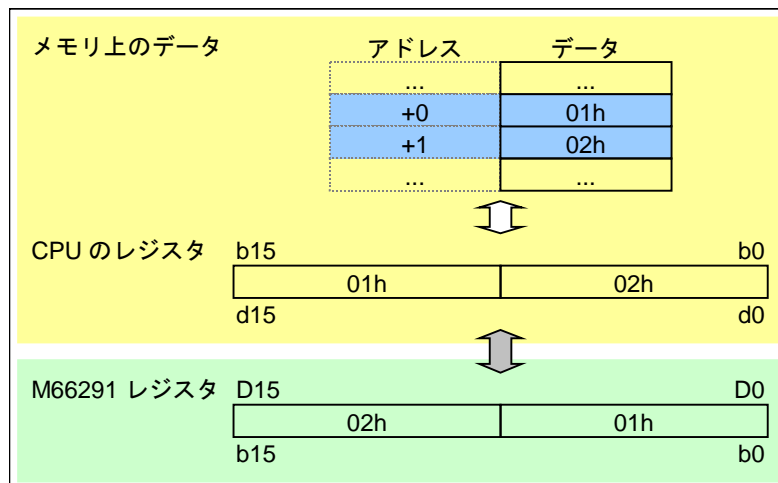 メモリ上のデータ アドレス データ
... ...
+0 01h
+1 02h
... ...
CPU のレジスタ b15 b0
01h 02h
d15 d0
M66291 レジスタ D15 D0
02h 01h
b15 b0